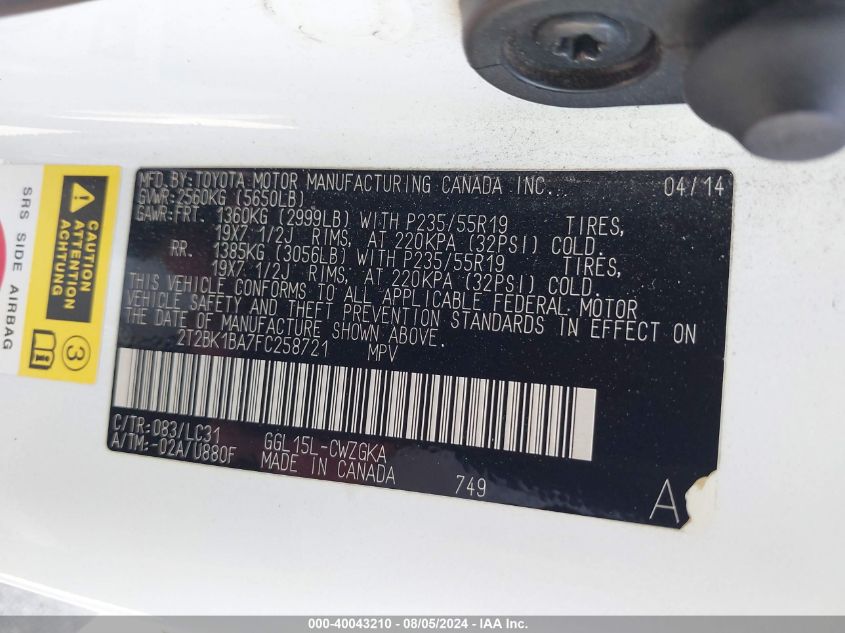 MFD.BY:TOYOTA MOTOR MANUFACTURING CANADA INC. 04/14
GVWR:2560KG (5650LB)
GAWR:FRT. 1360KG (2999LB) WITH P235/55R19 TIRES,
19X7 1/2J RIMS, AT 220KPA (32PSI) COLD.
RR. 1385KG (3056LB) WITH P235/55R19 TIRES,
19X7 1/2J RIMS, AT 220KPA (32PSI) COLD.
THIS VEHICLE CONFORMS TO ALL APPLICABLE FEDERAL MOTOR
VEHICLE SAFETY AND THEFT PREVENTION STANDARDS IN EFFECT ON
THE DATE OF MANUFACTURE SHOWN ABOVE.
2T2BK1BA7FC258721 MPV
C/TR:083/LC31 GGL15L-CWZGKA
A/TM:-02A/U880F MADE IN CANADA
749
A
CAUTION
ATTENTION
ACHTUNG
3
SRS SIDE AIRBAG
000-40043210 - 08/05/2024 - IAA Inc.